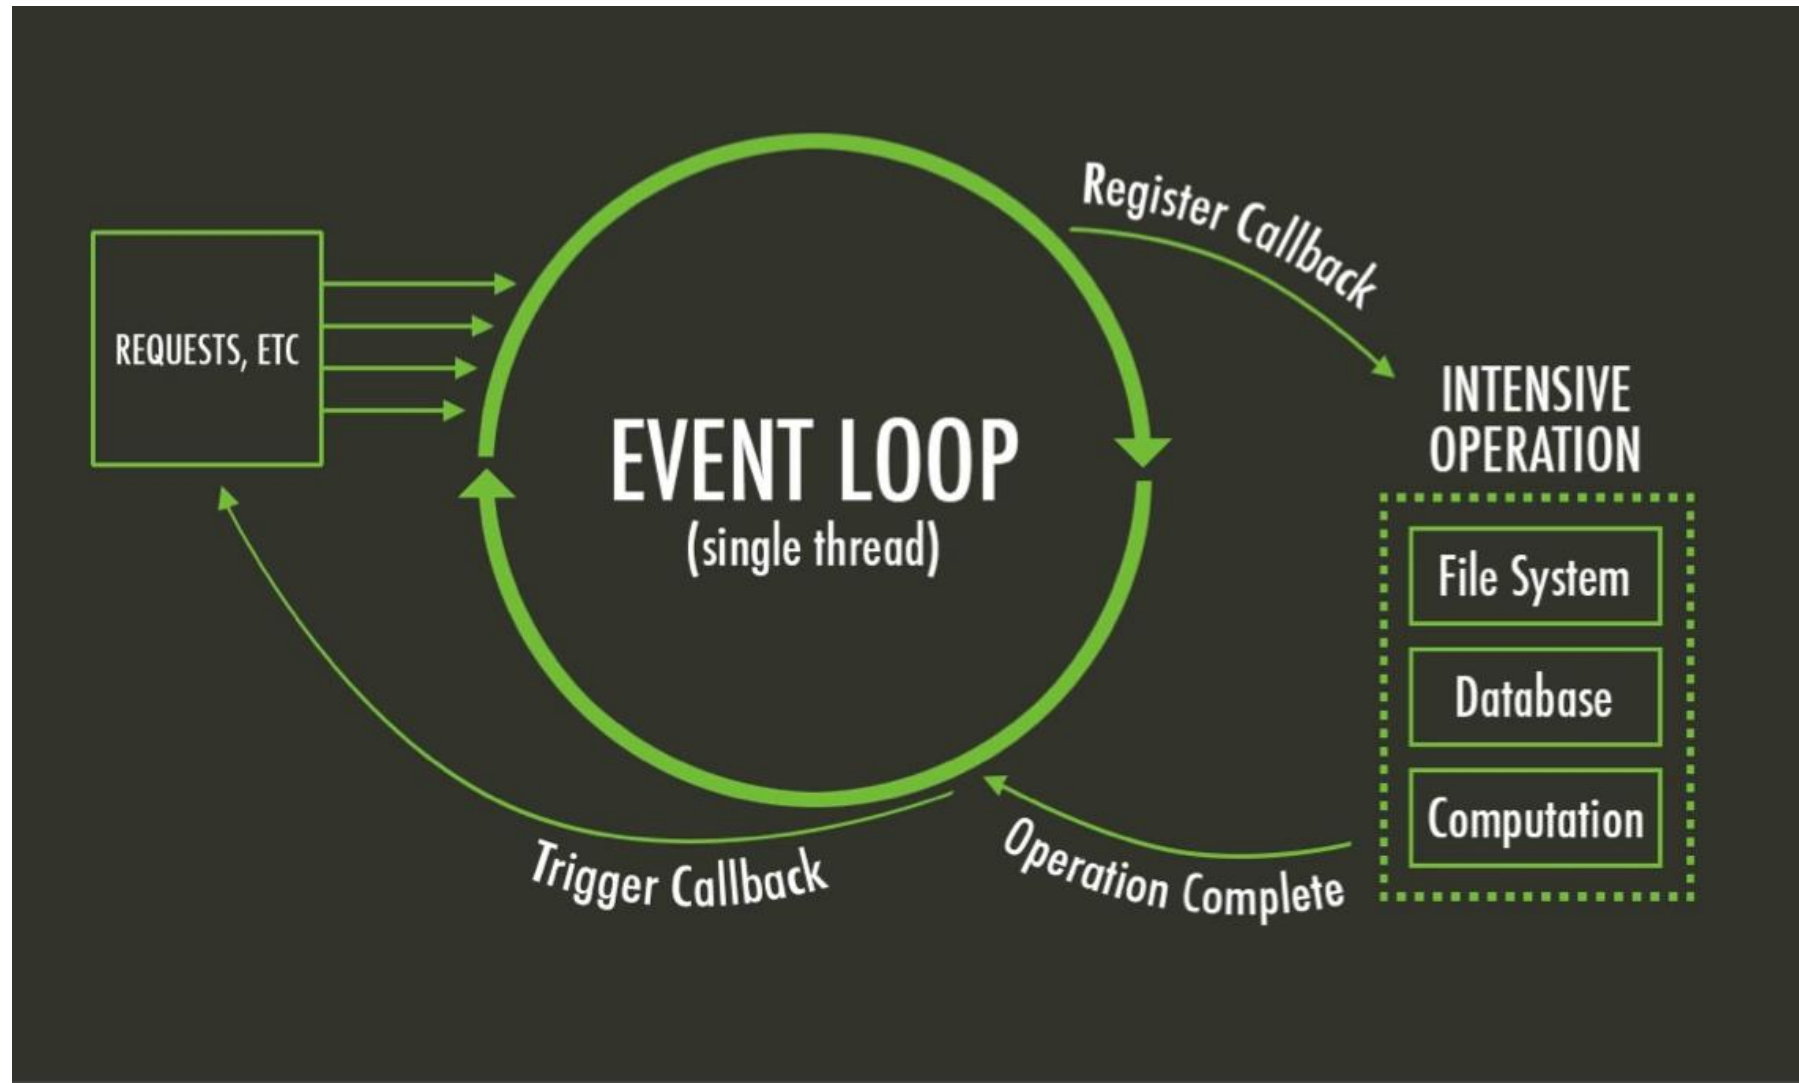 REQUESTS, ETC
EVENT LOOP
(single thread)
Register Callback
INTENSIVE
OPERATION
File System
Database
Computation
Operation Complete
Trigger Callback